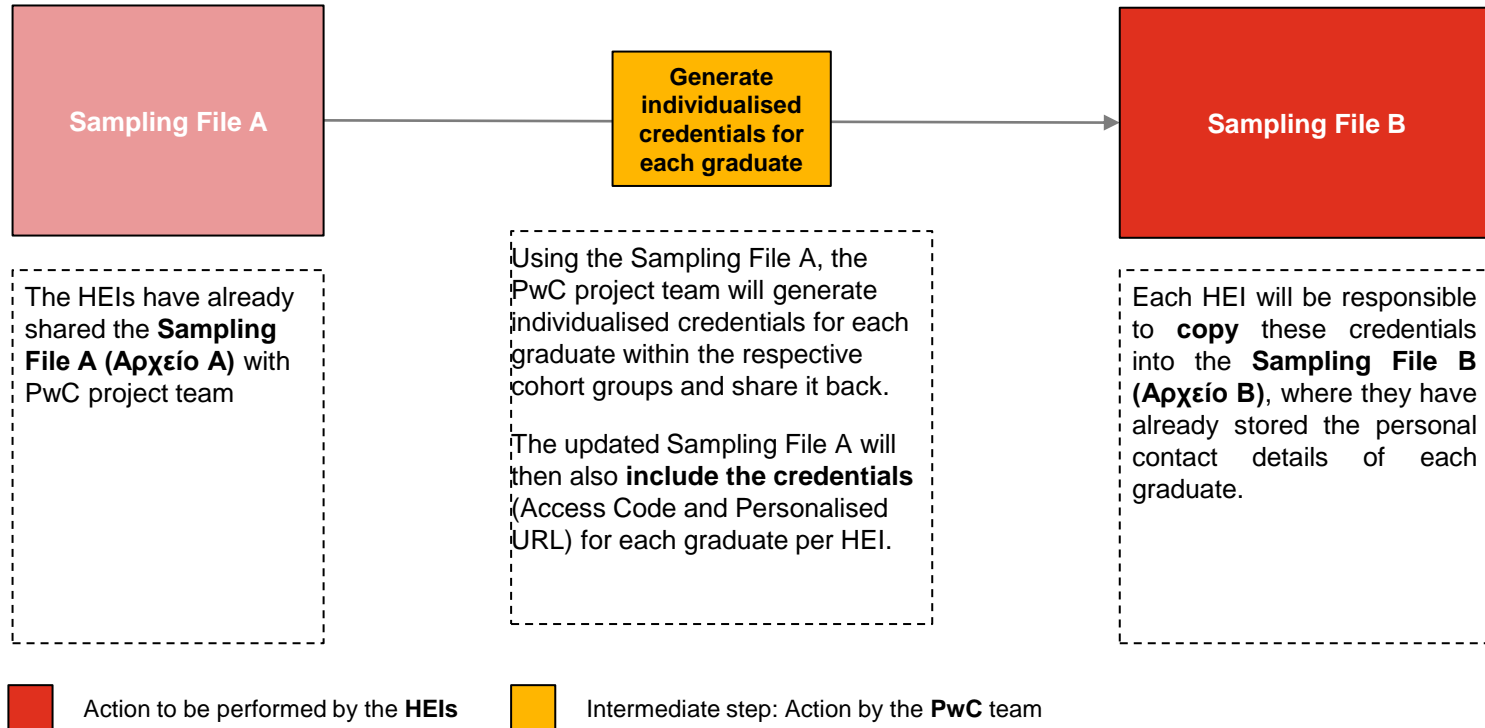 Sampling File A
Generate
individualised
credentials for
each graduate
Sampling File B
The HEIs have already
shared the Sampling
File A (Αρχείο Α) with
PwC project team
Using the Sampling File A, the
PwC project team will generate
individualised credentials for each
graduate within the respective
cohort groups and share it back.
The updated Sampling File A will
then also include the credentials
(Access Code and Personalised
URL) for each graduate per HEI.
Each HEI will be responsible
to copy these credentials
into the Sampling File B
(Αρχείο Β), where they have
already stored the personal
contact details of each
graduate.
Action to be performed by the HEIs
Intermediate step: Action by the PwC team